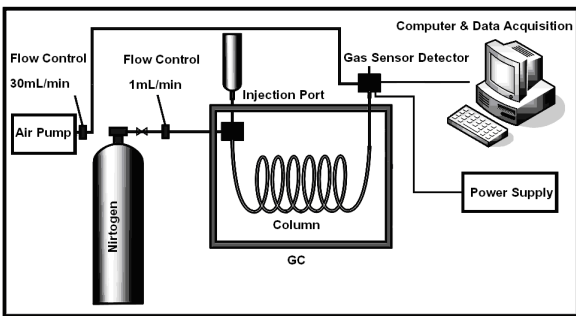 Computer & Data Acquisition
Flow Control
30mL/min
Flow Control
1mL/min
Gas Sensor Detector
Injection Port
Air Pump
Nirtogen
Column
Power Supply
GC